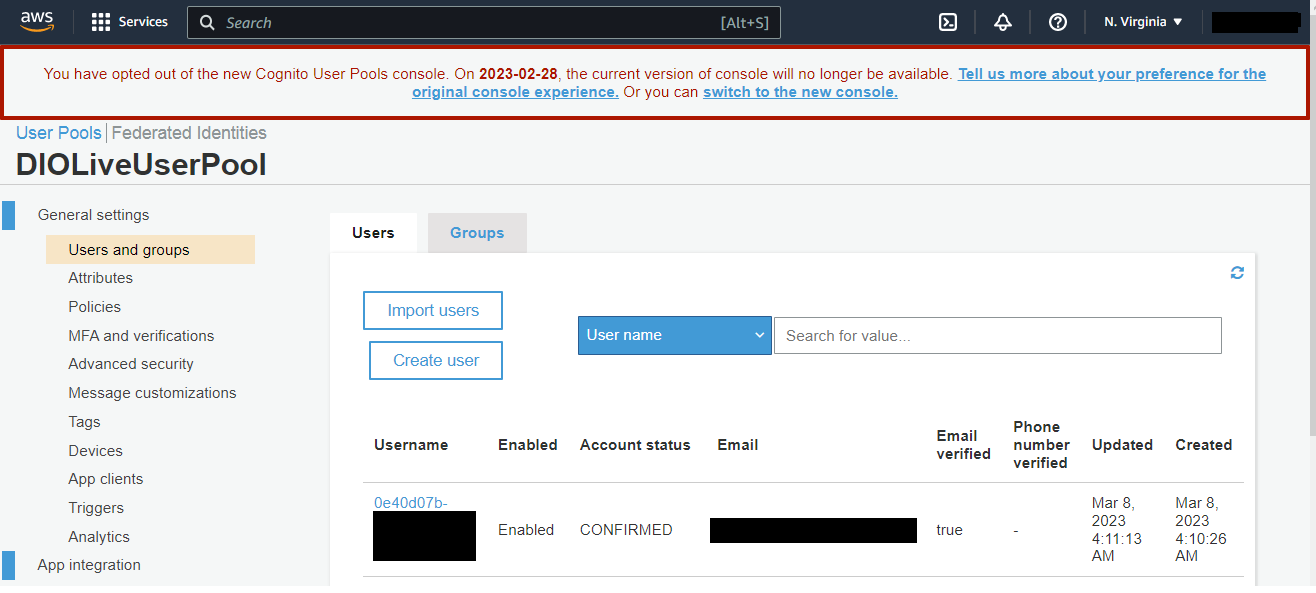 aws Services Search [Alt+S] N. Virginia
You have opted out of the new Cognito User Pools console. On 2023-02-28, the current version of console will no longer be available. Tell us more about your preference for the
original console experience. Or you can switch to the new console.
User Pools Federated Identities
DIOLiveUserPool
General settings
Users and groups
Attributes
Policies
MFA and verifications
Advanced security
Message customizations
Tags
Devices
App clients
Triggers
Analytics
App integration
Users Groups
Import users
Create user
User name Search for value...
Username Enabled Account status Email Email verified Phone number verified Updated Created
0e40d07b- Enabled CONFIRMED true - Mar 8, 2023 4:11:13 AM Mar 8, 2023 4:10:26 AM